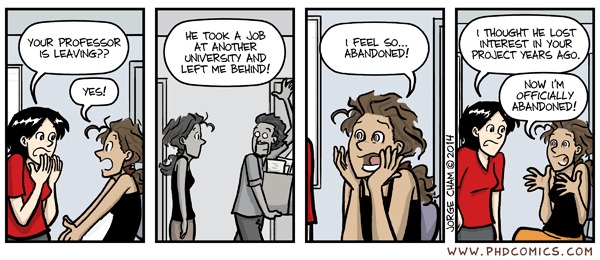 YOUR PROFESSOR
IS LEAVING??
YES!
HE TOOK A JOB
AT ANOTHER
UNIVERSITY AND
LEFT ME BEHIND!
I FEEL SO...
ABANDONED!
JORGE CHAM © 2014
I THOUGHT HE LOST
INTEREST IN YOUR
PROJECT YEARS AGO.
NOW I'M
OFFICIALLY
ABANDONED!
WWW.PHDCOMICS.COM